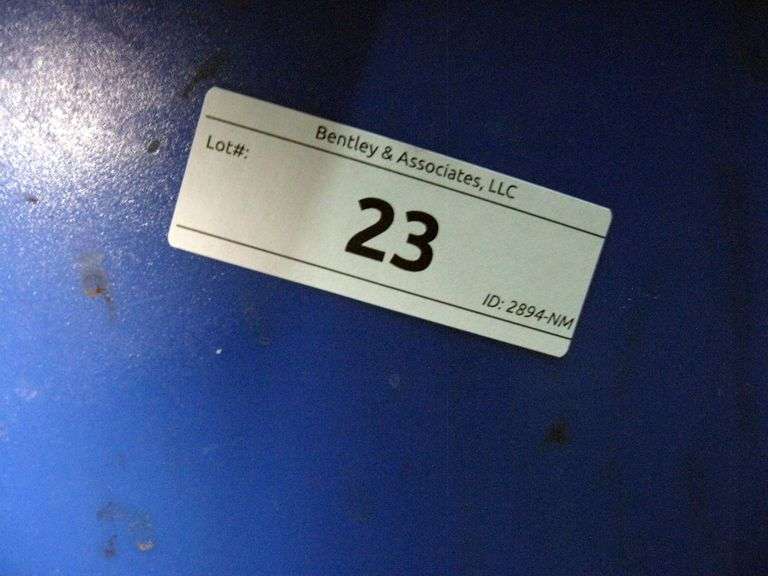 Bentley & Associates, LLC
Lot#:
23
ID: 2894-NM